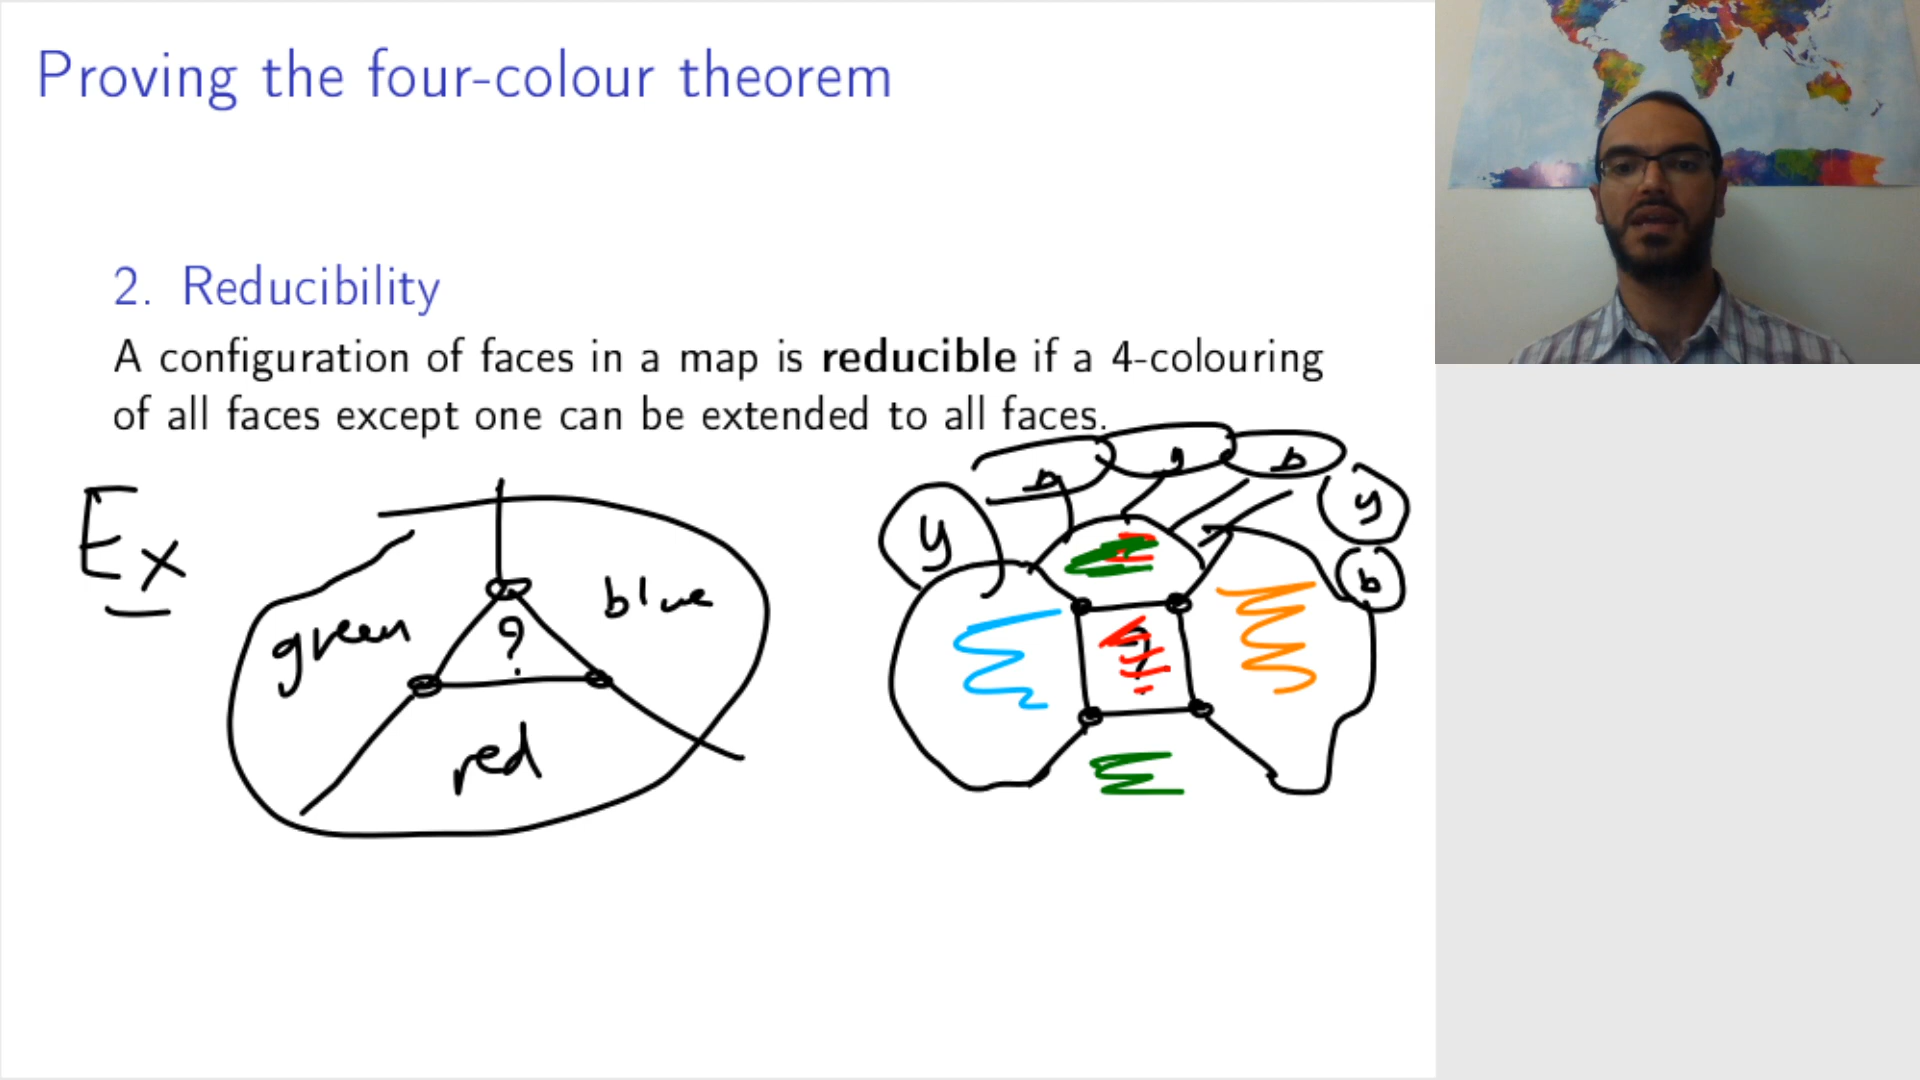 Proving the four-colour theorem
2. Reducibility
A configuration of faces in a map is reducible if a 4-colouring
of all faces except one can be extended to all faces.
Ex
green
?
blue
red
y
g
b
y
b
?